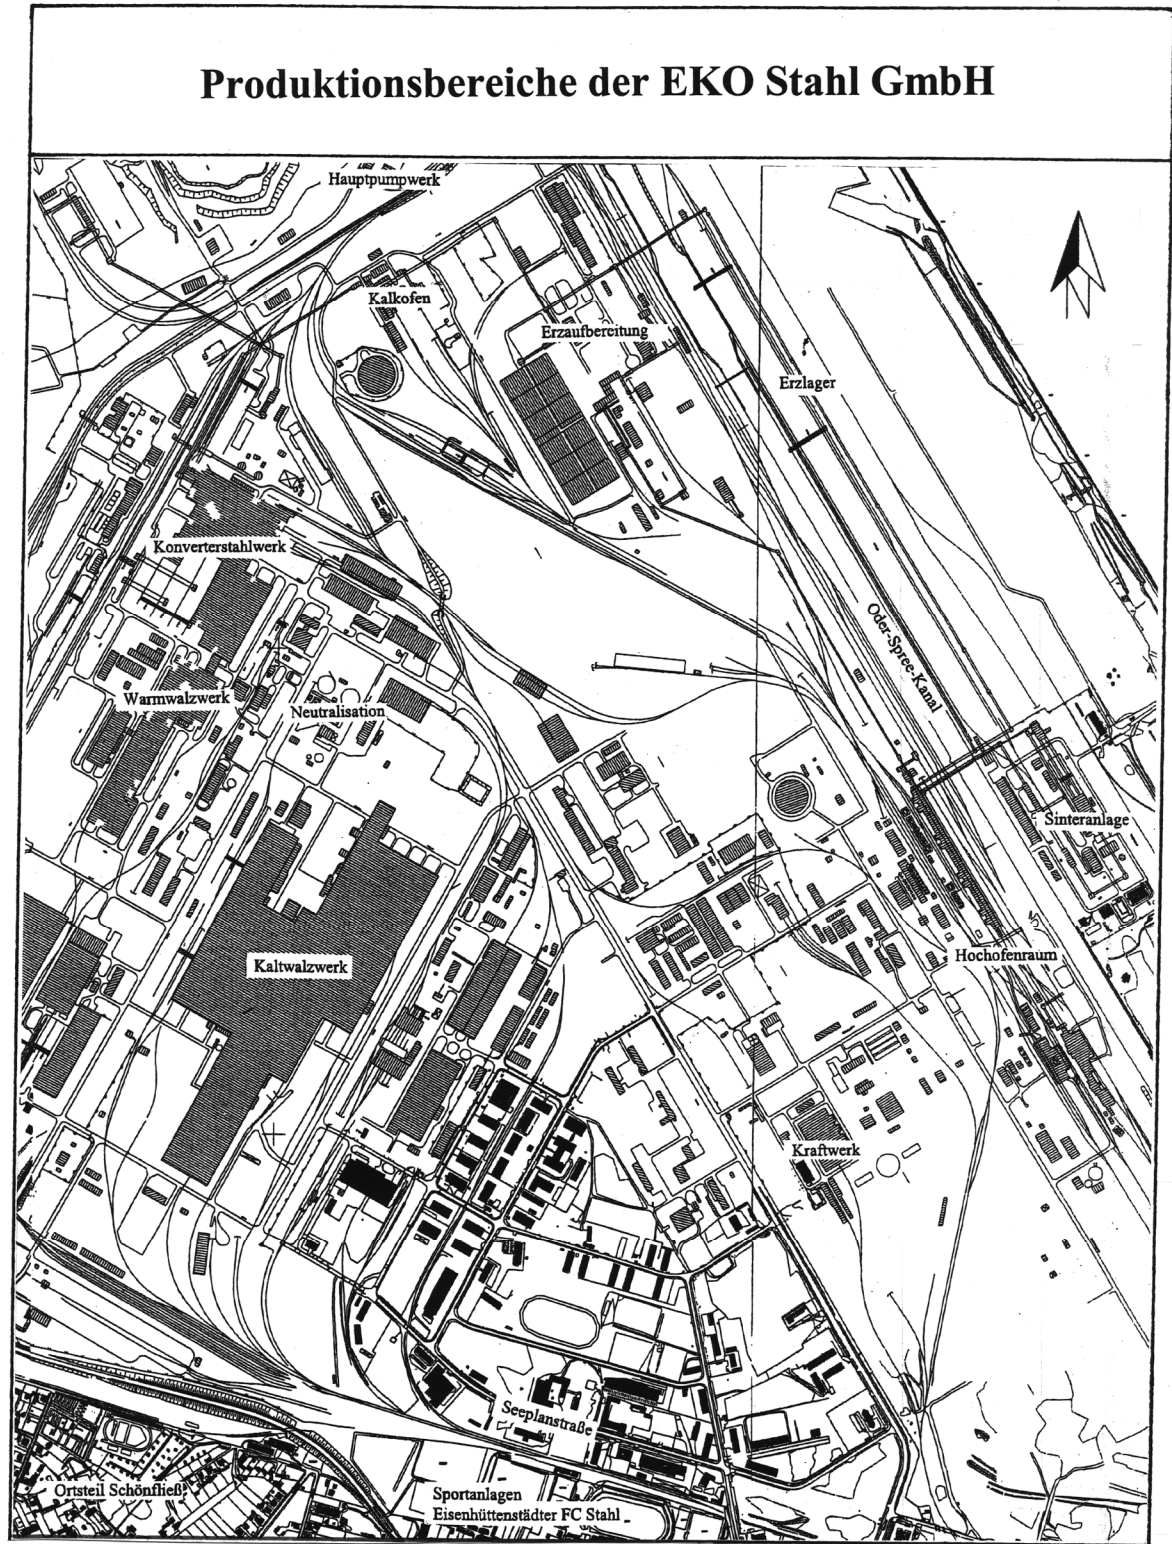 Produktionsbereiche der EKO Stahl GmbH
Hauptpumpwerk
Kalkofen
Erzaufbereitung
Erzlager
Konverterstahlwerk
Oder-Spree-Kanal
Warmwalzwerk
Neutralisation
Sinteranlage
Kaltwalzwerk
Hochofenraum
Kraftwerk
Seeplanstraße
Ortsteil Schönfließ
Sportanlagen
Eisenhüttenstädter FC Stahl